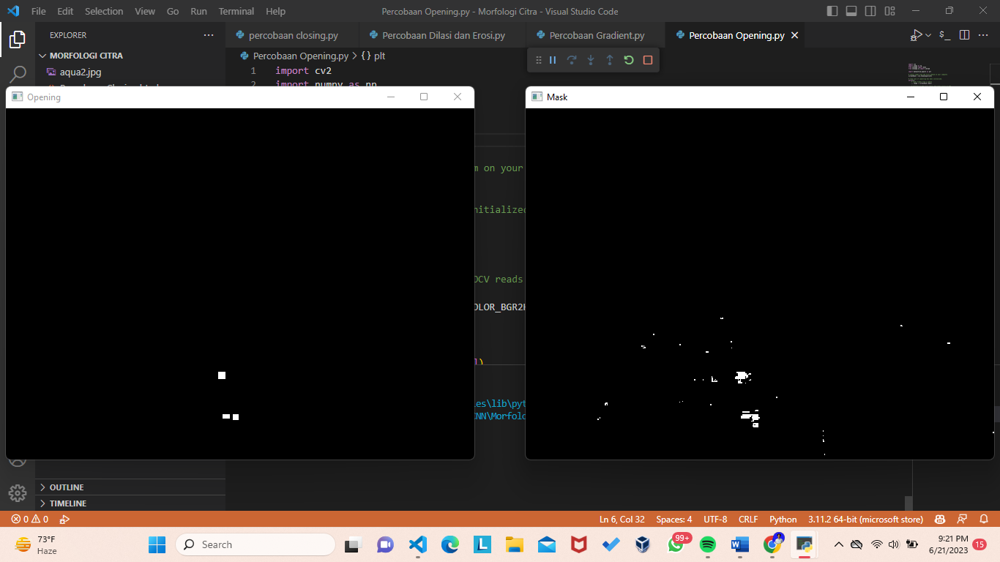 File Edit Selection View Go Run Terminal Help
Percobaan Opening.py - Morfologi Citra - Visual Studio Code
EXPLORER
percobaan closing.py
Percobaan Dilasi dan Erosi.py
Percobaan Gradient.py
Percobaan Opening.py
MORFOLOGI CITRA
aqua2.jpg
Percobaan Opening.py > {} plt
1 import cv2
2 import numpy as np
Opening
Mask
m on your
nitialized
OCV reads
OLOR_BGR2H
les\lib\pyt
CNN\Morfolo
OUTLINE
TIMELINE
0 0
Ln 6, Col 32 Spaces: 4 UTF-8 CRLF Python 3.11.2 64-bit (microsoft store)
73°F
Haze
Search
99+
9:21 PM
6/21/2023
15